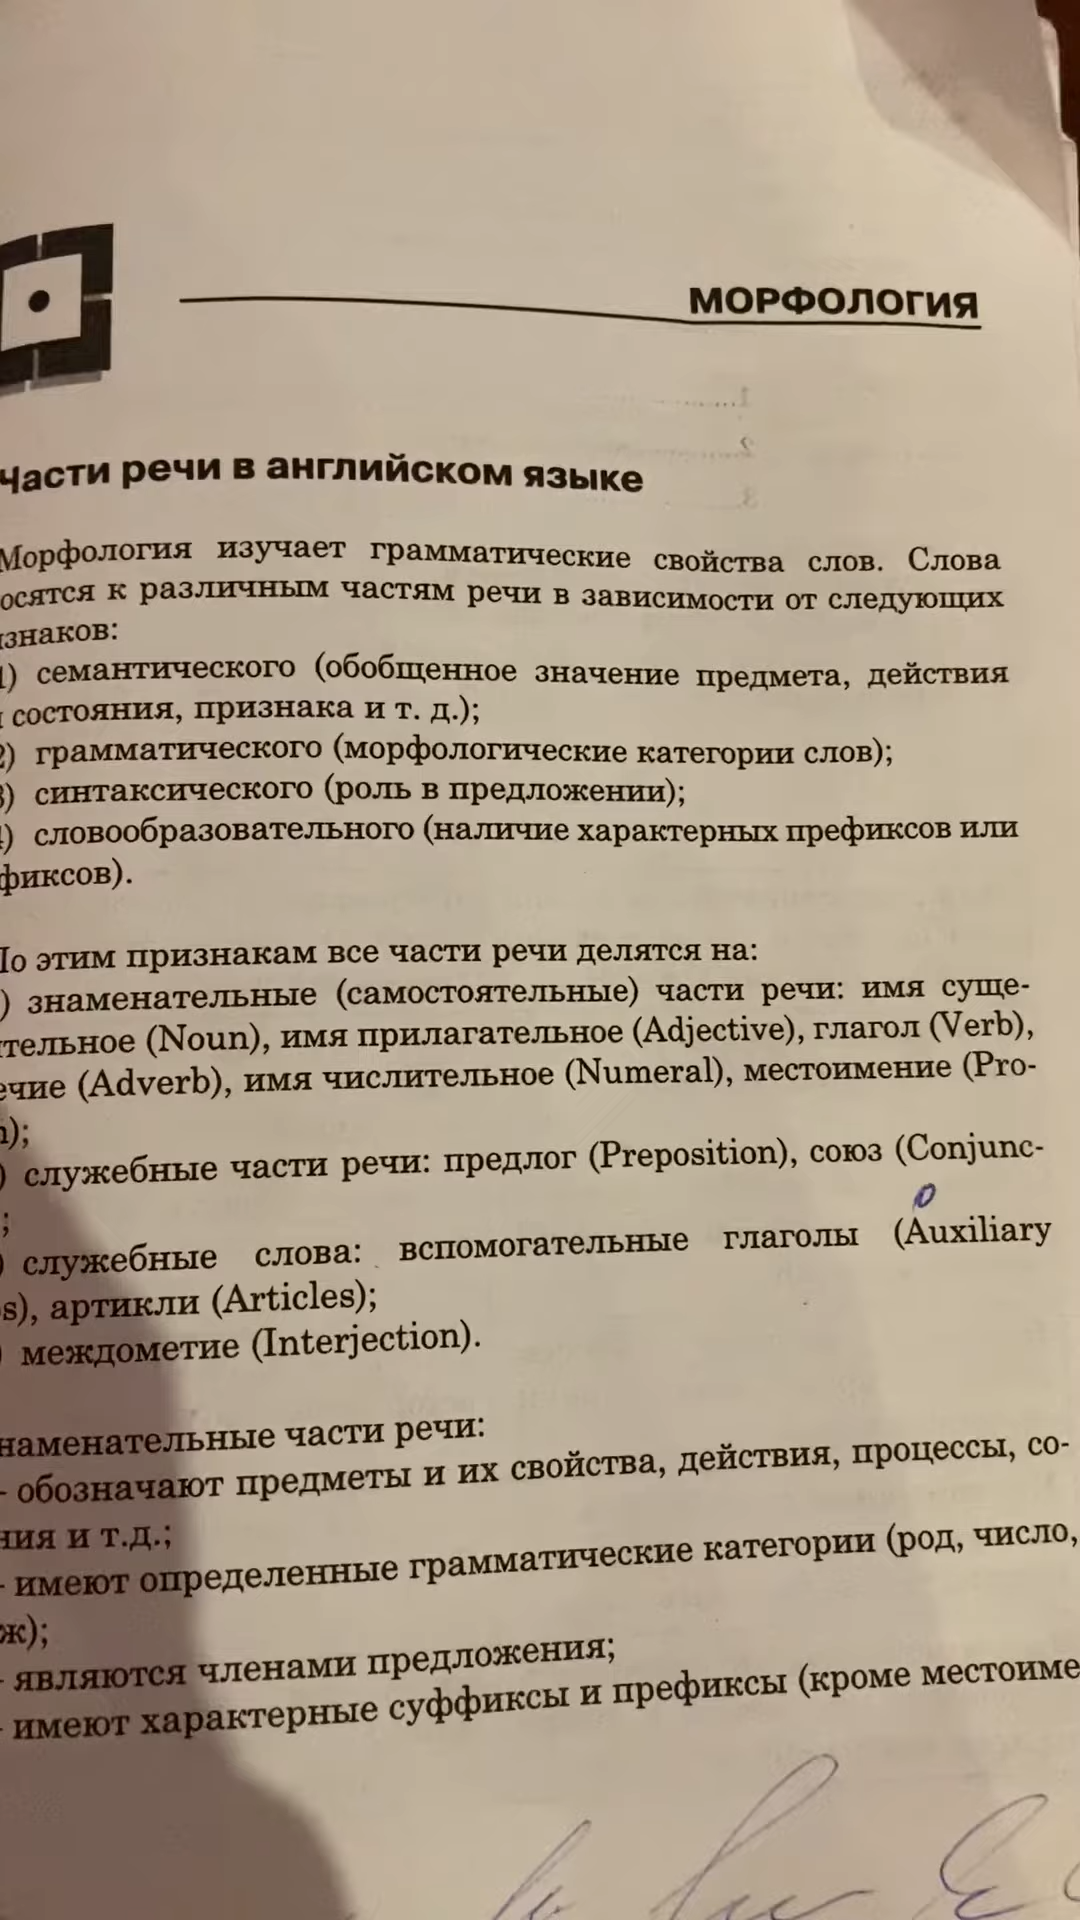 МОРФОЛОГИЯ
Части речи в английском языке
Морфология изучает грамматические свойства слов. Слова
осятся к различным частям речи в зависимости от следующих
изнаков:
1) семантического (обобщенное значение предмета, действия
состояния, признака и т. д.);
2) грамматического (морфологические категории слов);
3) синтаксического (роль в предложении);
4) словообразовательного (наличие характерных префиксов или
фиксов).
По этим признакам все части речи делятся на:
) знаменательные (самостоятельные) части речи: имя суще-
тельное (Noun), имя прилагательное (Adjective), глагол (Verb),
ечие (Adverb), имя числительное (Numeral), местоимение (Pro-
n);
) служебные части речи: предлог (Preposition), союз (Conjunc-
;
) служебные слова: вспомогательные глаголы (Auxiliary
s), артикли (Articles);
) междометие (Interjection).
наменательные части речи:
- обозначают предметы и их свойства, действия, процессы, со-
ния и т.д.;
- имеют определенные грамматические категории (род, число,
ж);
- являются членами предложения;
- имеют характерные суффиксы и префиксы (кроме местоиме